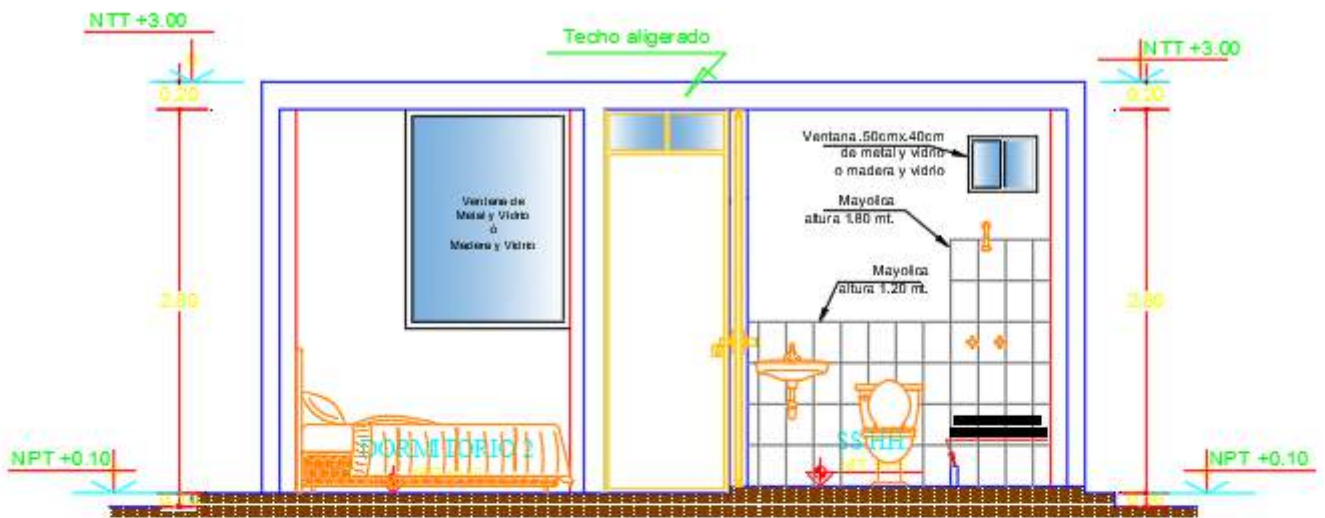 NTT +3.00
Techo aligerado
NTT +3.00
0.20
0.20
Ventana .50cmx.40cm
de metal y vidrio
o madera y vidrio
Ventana de
Metal y Vidrio
ó
Madera y Vidrio
Mayolica
altura 1.80 mt.
Mayolica
altura 1.20 mt.
2.80
2.80
DORMITORIO 2
SS.HH.
NPT +0.10
NPT +0.10